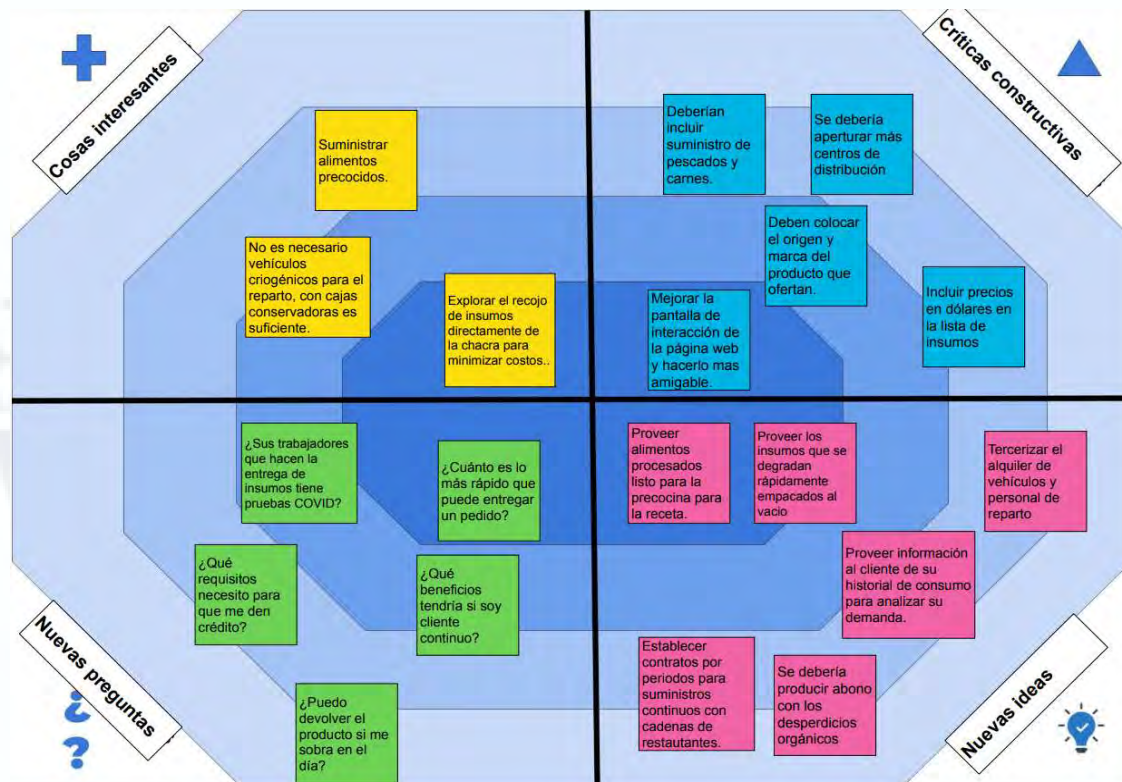 Cosas interesantes
Suministrar
alimentos
precocidos.
No es necesario
vehículos
criogénicos para el
reparto, con cajas
conservadoras es
suficiente.
Explorar el recojo
de insumos
directamente de
la chacra para
minimizar costos..
Críticas constructivas
Deberían
incluir
suministro de
pescados y
carnes.
Se debería
aperturar más
centros de
distribución
Deben colocar
el origen y
marca del
producto que
ofertan.
Mejorar la
pantalla de
interacción de
la página web
y hacerlo mas
amigable.
Incluir precios
en dólares en
la lista de
insumos
Nuevas preguntas
¿Sus trabajadores
que hacen la
entrega de
insumos tiene
pruebas COVID?
¿Cuánto es lo
más rápido que
puede entregar
un pedido?
¿Qué
requisitos
necesito para
que me den
crédito?
¿Qué
beneficios
tendría si soy
cliente
continuo?
¿Puedo
devolver el
producto si me
sobra en el
día?
¿
?
Nuevas ideas
Proveer
alimentos
procesados
listo para la
precocina para
la receta.
Proveer los
insumos que se
degradan
rápidamente
empacados al
vacio
Tercerizar el
alquiler de
vehículos y
personal de
reparto
Proveer información
al cliente de su
historial de consumo
para analizar su
demanda.
Establecer
contratos por
periodos para
suministros
continuos con
cadenas de
restautantes.
Se debería
producir abono
con los
desperdicios
orgánicos